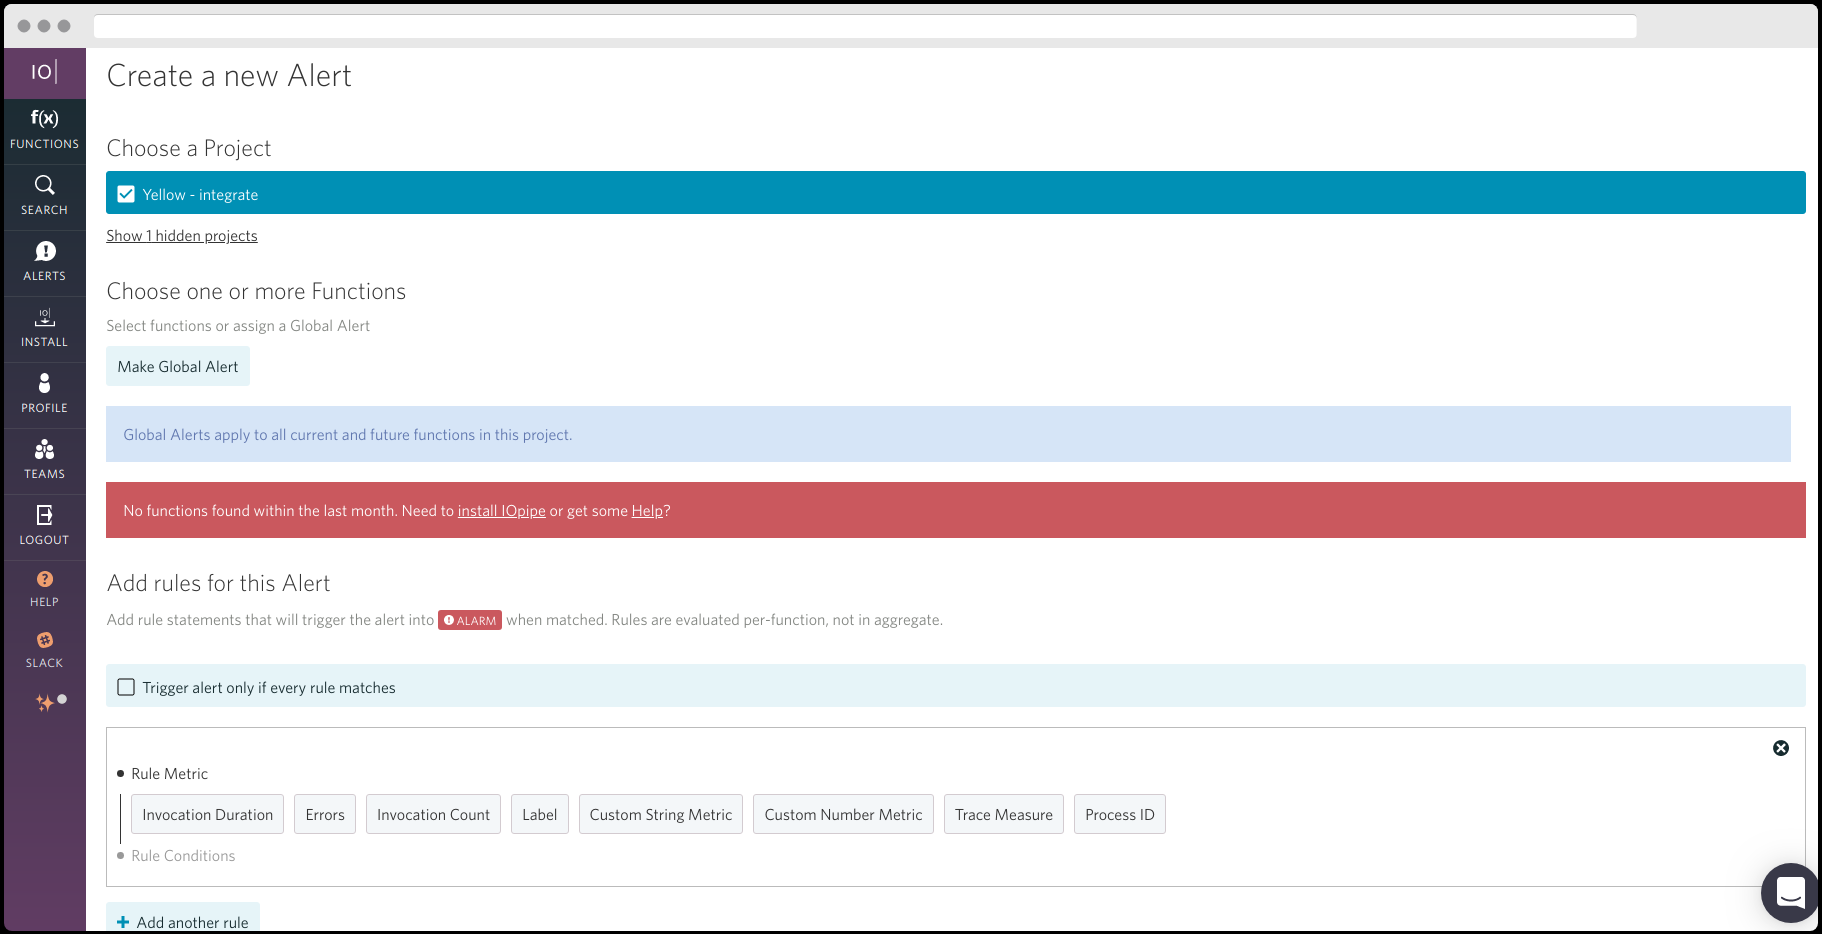 IO|
Create a new Alert
f(x)
FUNCTIONS
SEARCH
ALERTS
IO|
INSTALL
PROFILE
TEAMS
LOGOUT
HELP
SLACK
Choose a Project
Yellow - integrate
Show 1 hidden projects
Choose one or more Functions
Select functions or assign a Global Alert
Make Global Alert
Global Alerts apply to all current and future functions in this project.
No functions found within the last month. Need to install IOpipe or get some Help?
Add rules for this Alert
Add rule statements that will trigger the alert into ALARM when matched. Rules are evaluated per-function, not in aggregate.
Trigger alert only if every rule matches
Rule Metric
Invocation Duration Errors Invocation Count Label Custom String Metric Custom Number Metric Trace Measure Process ID
Rule Conditions
+ Add another rule